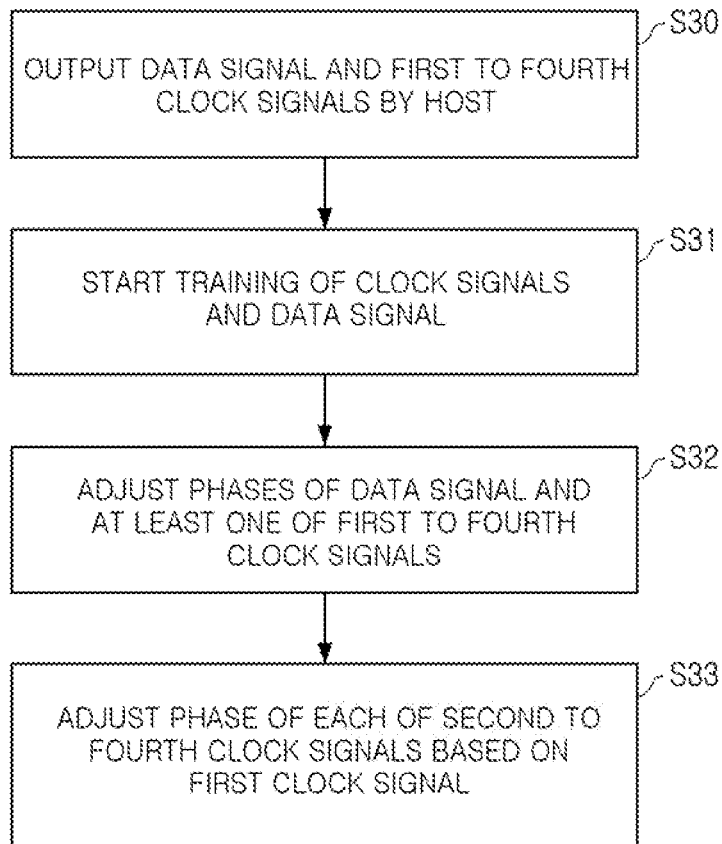 S30
OUTPUT DATA SIGNAL AND FIRST TO FOURTH
CLOCK SIGNALS BY HOST
S31
START TRAINING OF CLOCK SIGNALS
AND DATA SIGNAL
S32
ADJUST PHASES OF DATA SIGNAL AND
AT LEAST ONE OF FIRST TO FOURTH
CLOCK SIGNALS
S33
ADJUST PHASE OF EACH OF SECOND TO
FOURTH CLOCK SIGNALS BASED ON
FIRST CLOCK SIGNAL